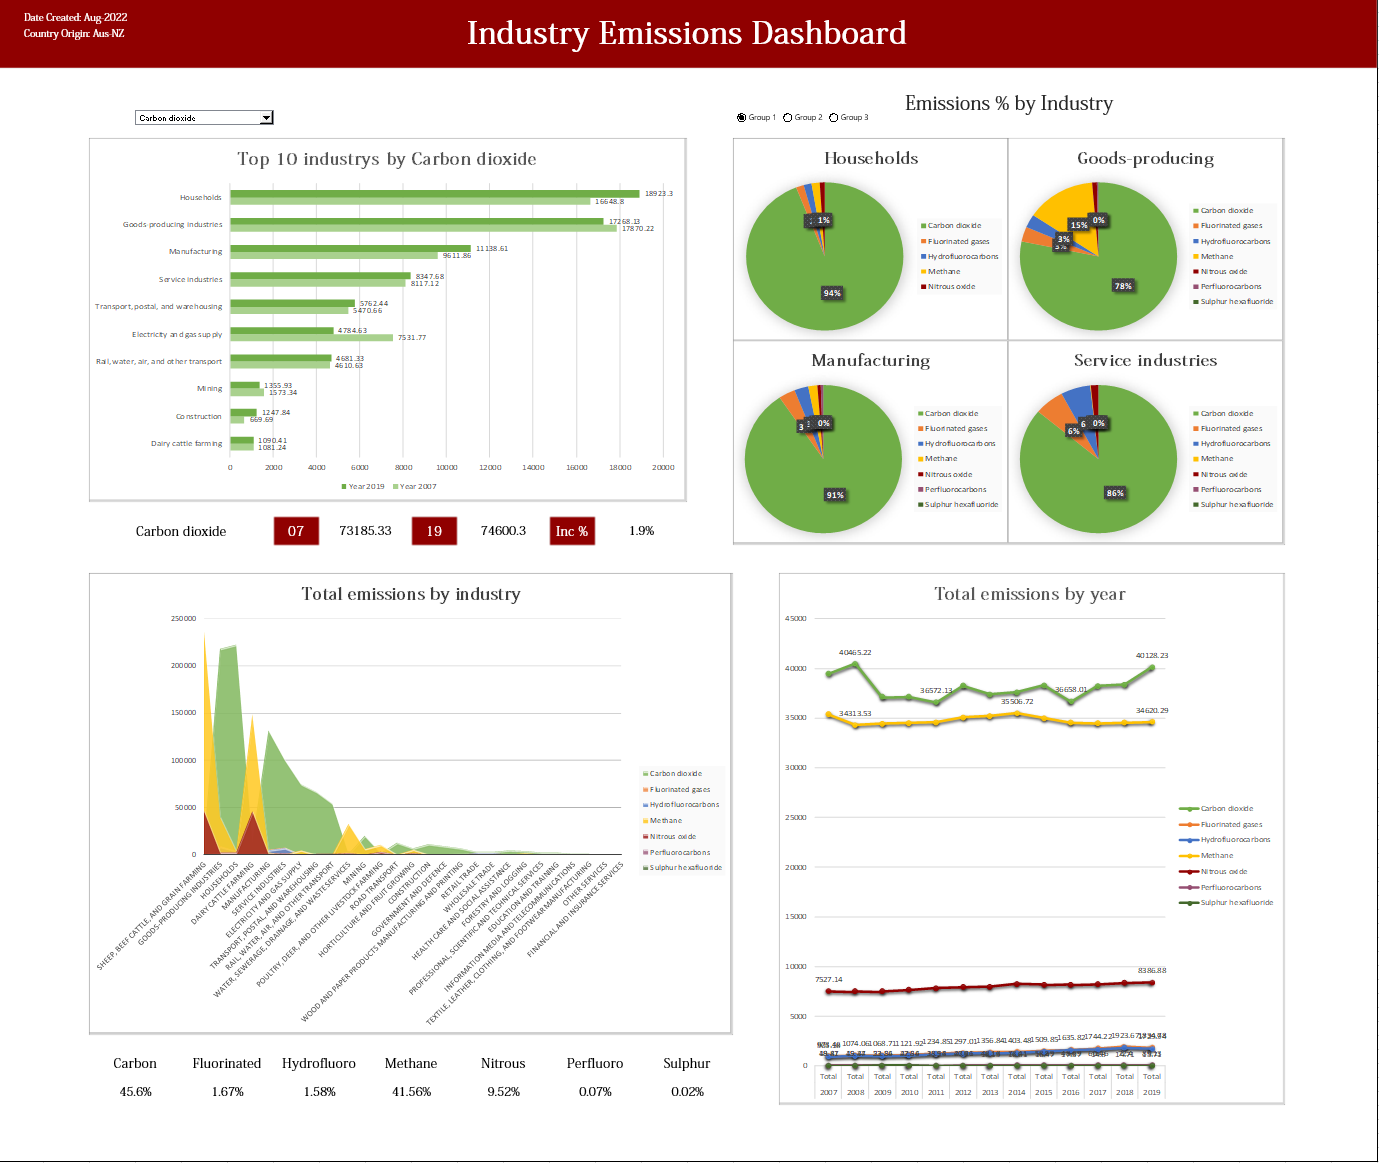 Date Created: Aug-2022
Country Origin: Aus-NZ
Industry Emissions Dashboard
Carbon dioxide
Emissions % by Industry
Group 1 Group 2 Group 3
Top 10 industrys by Carbon dioxide
Households 18923.3
16648.8
Goods-producing industries 17268.13
17870.22
Manufacturing 11138.61
9611.86
Service industries 8347.68
8117.12
Transport, postal, and warehousing 5762.44
5470.66
Electricity and gas supply 4784.63
7531.77
Rail, water, air, and other transport 4681.33
4610.63
Mining 1355.93
1573.34
Construction 1247.84
669.69
Dairy cattle farming 1090.41
1081.24
0 2000 4000 6000 8000 10000 12000 14000 16000 18000 20000
Year 2019 Year 2007
Households
1%
94%
Carbon dioxide
Fluorinated gases
Hydrofluorocarbons
Methane
Nitrous oxide
Goods-producing
0%
15%
3%
3%
78%
Carbon dioxide
Fluorinated gases
Hydrofluorocarbons
Methane
Nitrous oxide
Perfluorocarbons
Sulphur hexafluoride
Manufacturing
0%
91%
Carbon dioxide
Fluorinated gases
Hydrofluorocarbons
Methane
Nitrous oxide
Perfluorocarbons
Sulphur hexafluoride
Service industries
0%
6%
86%
Carbon dioxide
Fluorinated gases
Hydrofluorocarbons
Methane
Nitrous oxide
Perfluorocarbons
Sulphur hexafluoride
Carbon dioxide 07 73185.33 19 74600.3 Inc % 1.9%
Total emissions by industry
250000
200000
150000
100000
50000
0
SHEEP, BEEF CATTLE, AND GRAIN FARMING
GOODS-PRODUCING INDUSTRIES
HOUSEHOLDS
DAIRY CATTLE FARMING
MANUFACTURING
SERVICE INDUSTRIES
ELECTRICITY AND GAS SUPPLY
TRANSPORT, POSTAL, AND WAREHOUSING
RAIL, WATER, AIR, AND OTHER TRANSPORT
WATER, SEWERAGE, DRAINAGE, AND WASTE SERVICES
MINING
POULTRY, DEER, AND OTHER LIVESTOCK FARMING
ROAD TRANSPORT
HORTICULTURE AND FRUIT GROWING
CONSTRUCTION
GOVERNMENT AND DEFENCE
WOOD AND PAPER PRODUCTS MANUFACTURING AND PRINTING
RETAIL TRADE
WHOLESALE TRADE
HEALTH CARE AND SOCIAL ASSISTANCE
FORESTRY AND LOGGING
PROFESSIONAL, SCIENTIFIC AND TECHNICAL SERVICES
EDUCATION AND TRAINING
INFORMATION MEDIA AND TELECOMMUNICATIONS
TEXTILE, LEATHER, CLOTHING, AND FOOTWEAR MANUFACTURING
OTHER SERVICES
FINANCIAL AND INSURANCE SERVICES
Carbon dioxide
Fluorinated gases
Hydrofluorocarbons
Methane
Nitrous oxide
Perfluorocarbons
Sulphur hexafluoride
Total emissions by year
45000
40000
35000
30000
25000
20000
15000
10000
5000
0
40465.22 36572.13 36658.01 40128.23
34313.53 35506.72 34620.29
7527.14 8386.88
1074.06 1068.71 1121.92 1234.85 1297.01 1356.84 1403.48 1509.85 1635.82 1744.22 1923.67
Total Total Total Total Total Total Total Total Total Total Total Total Total
2007 2008 2009 2010 2011 2012 2013 2014 2015 2016 2017 2018 2019
Carbon dioxide
Fluorinated gases
Hydrofluorocarbons
Methane
Nitrous oxide
Perfluorocarbons
Sulphur hexafluoride
Carbon Fluorinated Hydrofluoro Methane Nitrous Perfluoro Sulphur
45.6% 1.67% 1.58% 41.56% 9.52% 0.07% 0.02%